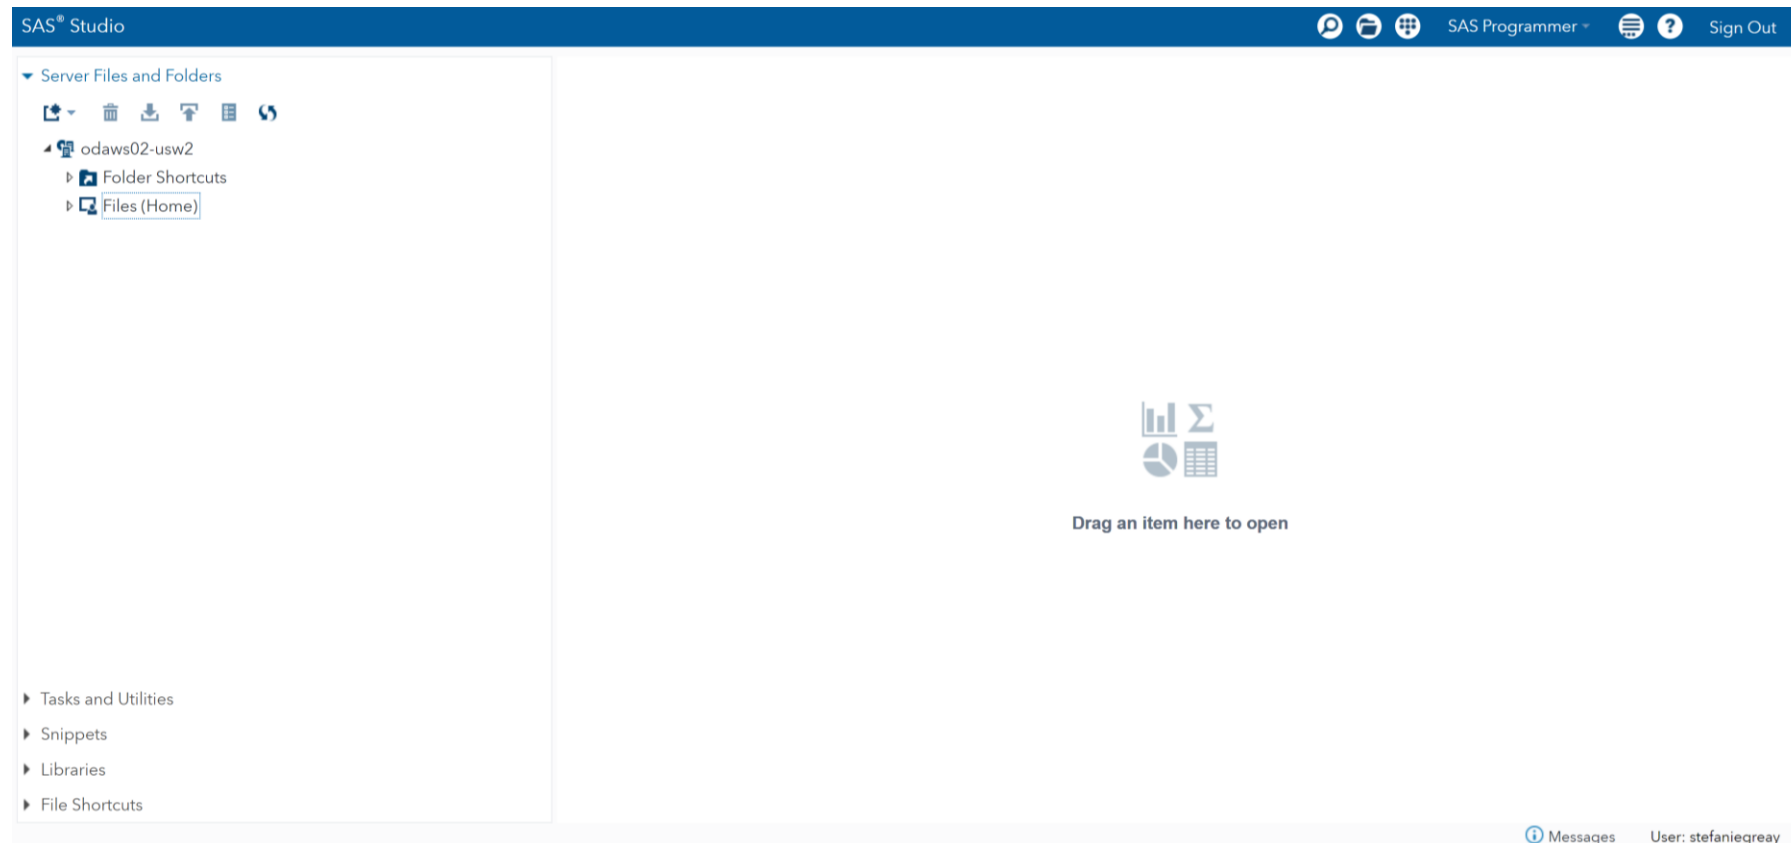 SAS® Studio
SAS Programmer
Sign Out
Server Files and Folders
odaws02-usw2
Folder Shortcuts
Files (Home)
Drag an item here to open
Tasks and Utilities
Snippets
Libraries
File Shortcuts
Messages
User: stefaniegreay